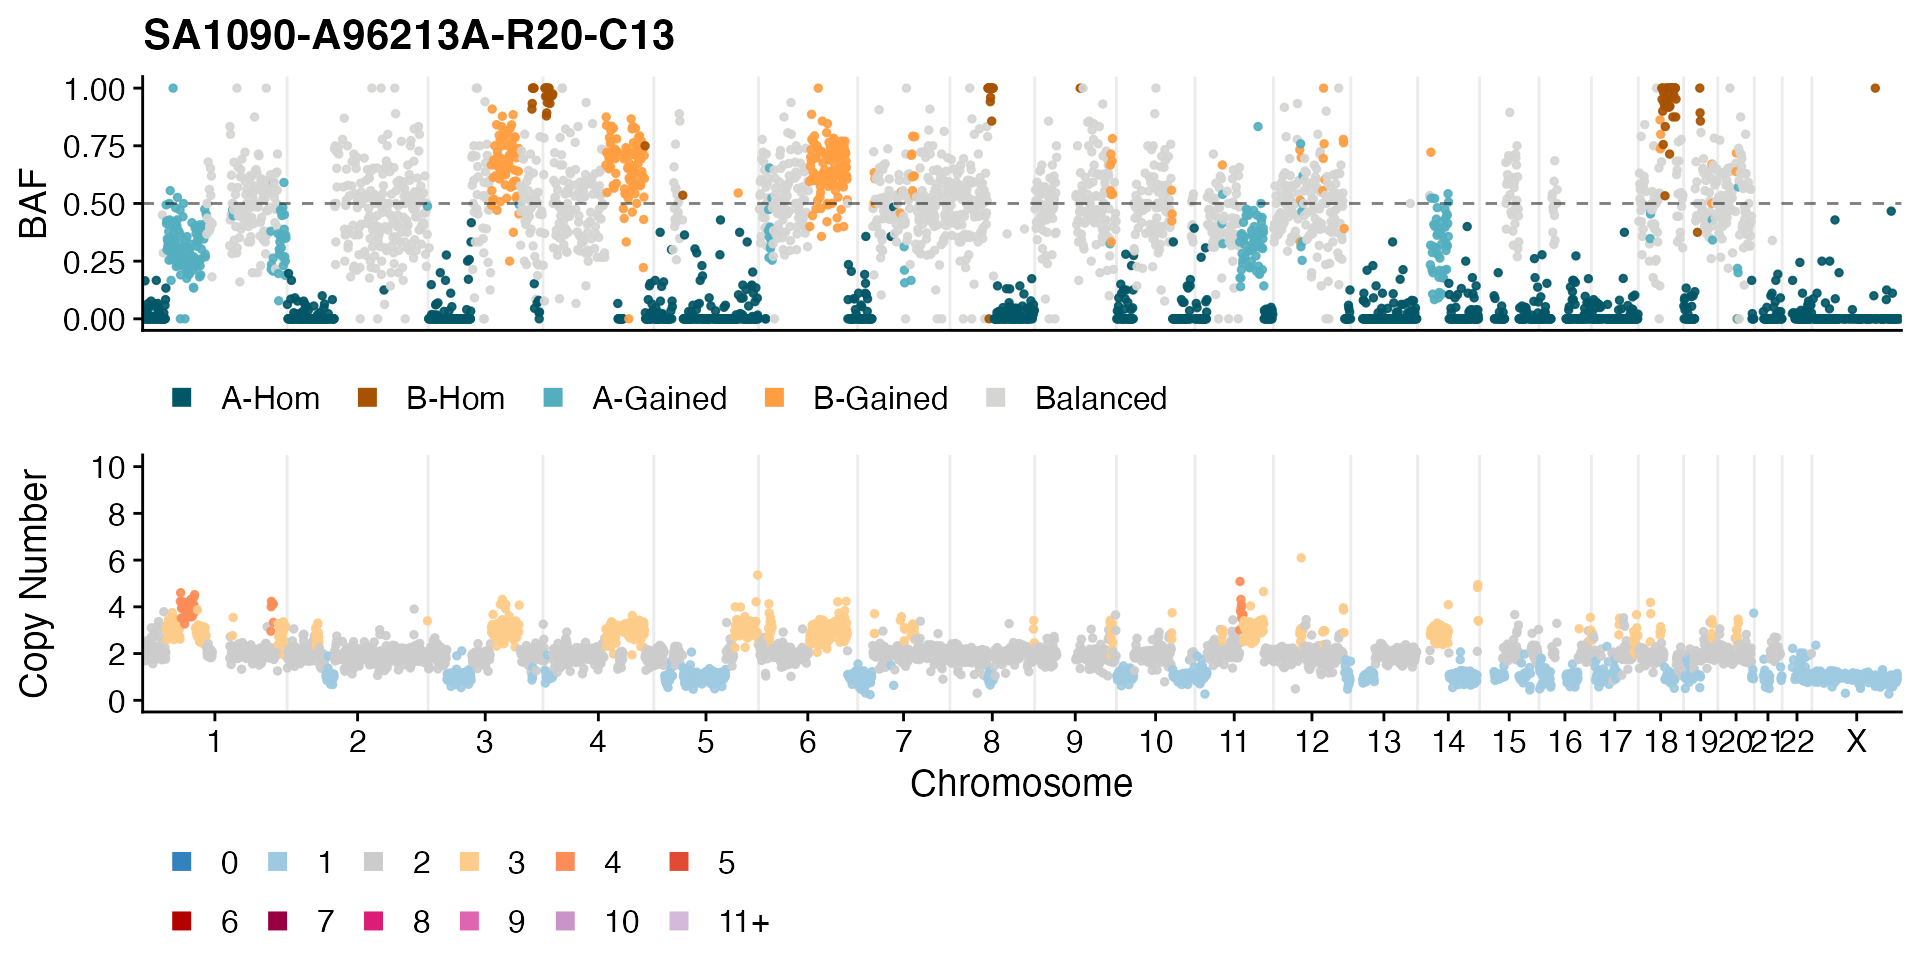 SA1090-A96213A-R20-C13
1.00
0.75
0.50
0.25
0.00
BAF
A-Hom B-Hom A-Gained B-Gained Balanced
10
8
6
4
2
0
Copy Number
1 2 3 4 5 6 7 8 9 10 11 12 13 14 15 16 17 18 19 20 21 22 X
Chromosome
0 1 2 3 4 5
6 7 8 9 10 11+